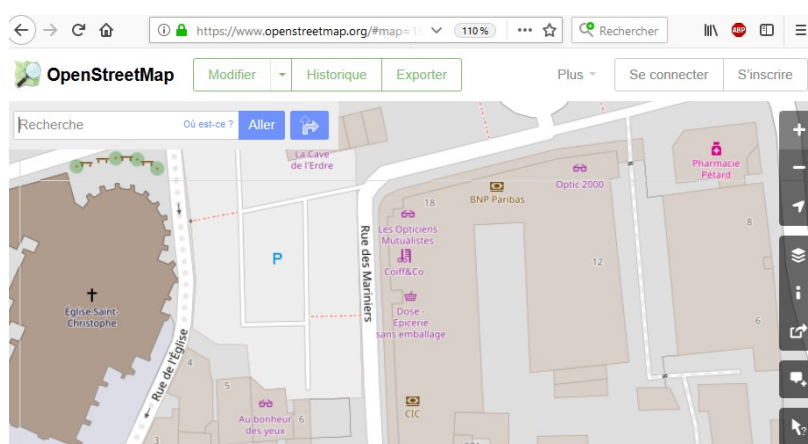 https://www.openstreetmap.org/#map=1
110 %
Rechercher
ABP
OpenStreetMap
Modifier
Historique
Exporter
Plus
Se connecter
S'inscrire
Recherche
Où est-ce ?
Aller
La Cave
de l'Erdre
Pharmacie
Pétard
Optic 2000
BNP Paribas
18
Les Opticiens
Mutualistes
8
Coiff&Co
P
Rue des Mariniers
12
Église Saint-
Christophe
Dose -
Epicerie
sans emballage
6
Rue de l'Église
4
5
CIC
Au bonheur
des yeux
6
3